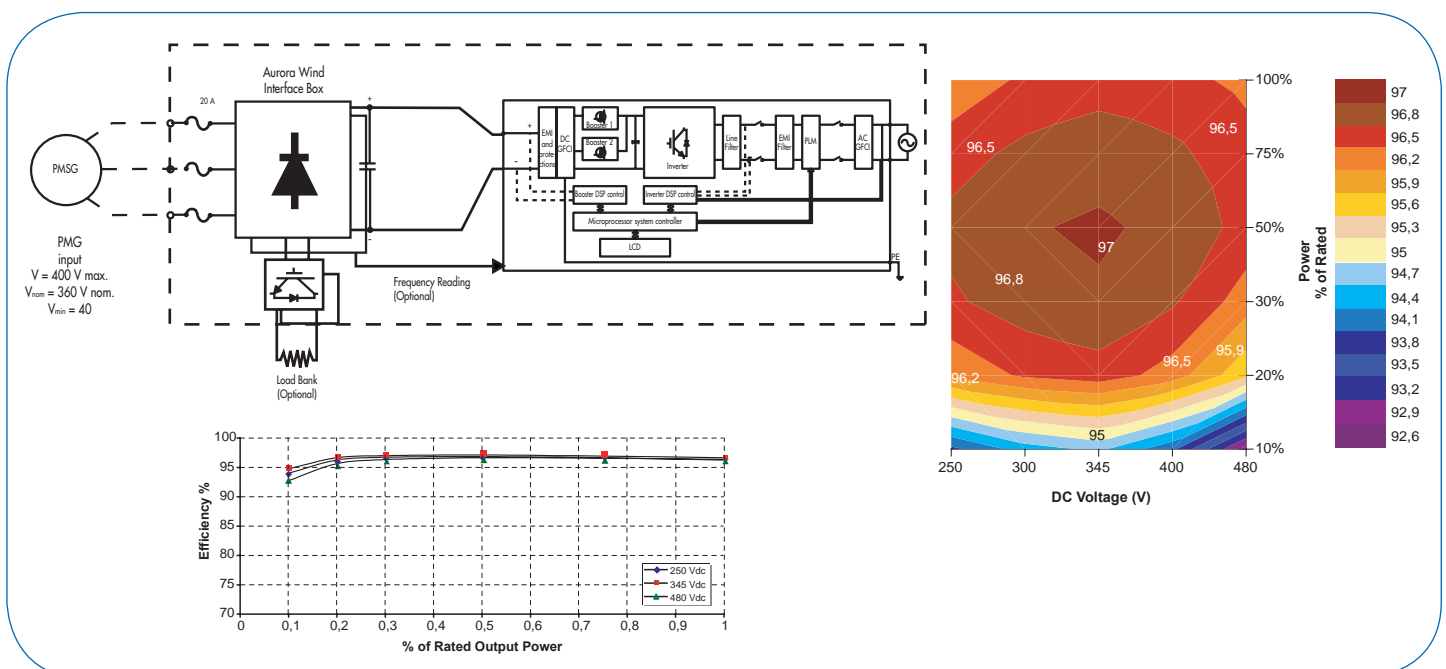 Aurora Wind
Interface Box
20 A
+
-
PMSG
PMG
input
V = 400 V max.
Vnom = 360 V nom.
Vmin = 40
Load Bank
(Optional)
Frequency Reading
(Optional)
+
-
EMI
and
prote-
ctions
DC
GFCI
Booster 1
Booster 2
Inverter
Line
Filter
EMI
Filter
PLM
AC
GFCI
Booster DSP control
Inverter DSP control
Microprocessor system controller
LCD
PE
96,5
96,5
97
96,8
96,5
95,9
96,2
95
100%
75%
50%
30%
20%
10%
Power
% of Rated
250
300
345
400
480
DC Voltage (V)
97
96,8
96,5
96,2
95,9
95,6
95,3
95
94,7
94,4
94,1
93,8
93,5
93,2
92,9
92,6
Efficiency %
100
95
90
85
80
75
70
0
0,1
0,2
0,3
0,4
0,5
0,6
0,7
0,8
0,9
1
% of Rated Output Power
250 Vdc
345 Vdc
480 Vdc